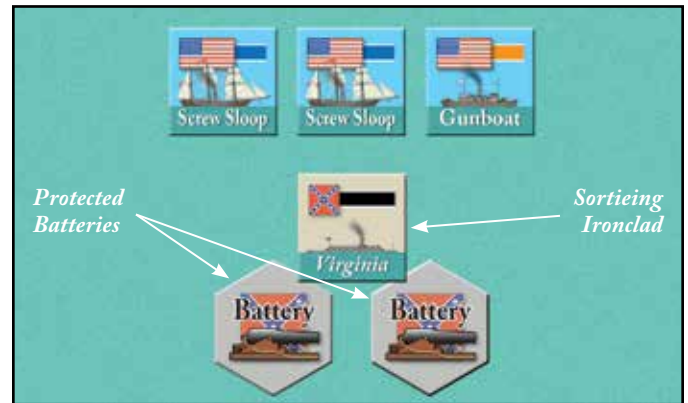 Screw Sloop
Screw Sloop
Gunboat
Protected
Batteries
Sortieing
Ironclad
Virginia
Battery
Battery